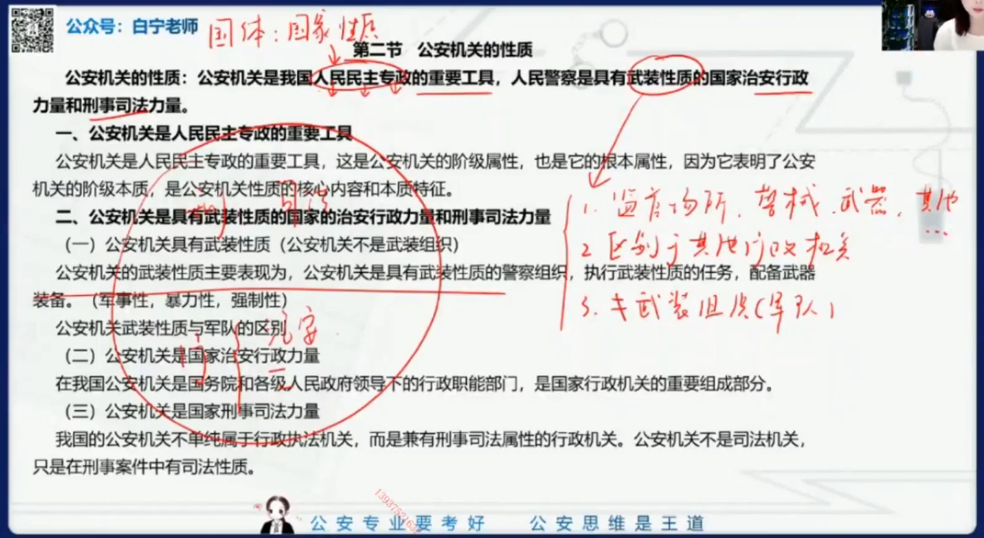 公众号：白宁老师
国体：国家性质
第二节 公安机关的性质
公安机关的性质：公安机关是我国人民民主专政的重要工具，人民警察是具有武装性质的国家治安行政
力量和刑事司法力量。
一、公安机关是人民民主专政的重要工具
公安机关是人民民主专政的重要工具，这是公安机关的阶级属性，也是它的根本属性，因为它表明了公安
机关的阶级本质，是公安机关性质的核心内容和本质特征。
二、公安机关是具有武装性质的国家的治安行政力量和刑事司法力量
（一）公安机关具有武装性质（公安机关不是武装组织）
公安机关的武装性质主要表现为，公安机关是具有武装性质的警察组织，执行武装性质的任务，配备武器
装备。（军事性，暴力性，强制性）
公安机关武装性质与军队的区别
（二）公安机关是国家治安行政力量
在我国公安机关是国务院和各级人民政府领导下的行政职能部门，是国家行政机关的重要组成部分。
（三）公安机关是国家刑事司法力量
我国的公安机关不单纯属于行政执法机关，而是兼有刑事司法属性的行政机关。公安机关不是司法机关，
只是在刑事案件中有司法性质。
1. 监管场所、警械、武器，其他…
2. 区别于其他行政机关
3. 非武装组织（军队）
公安专业要考好 公安思维是王道